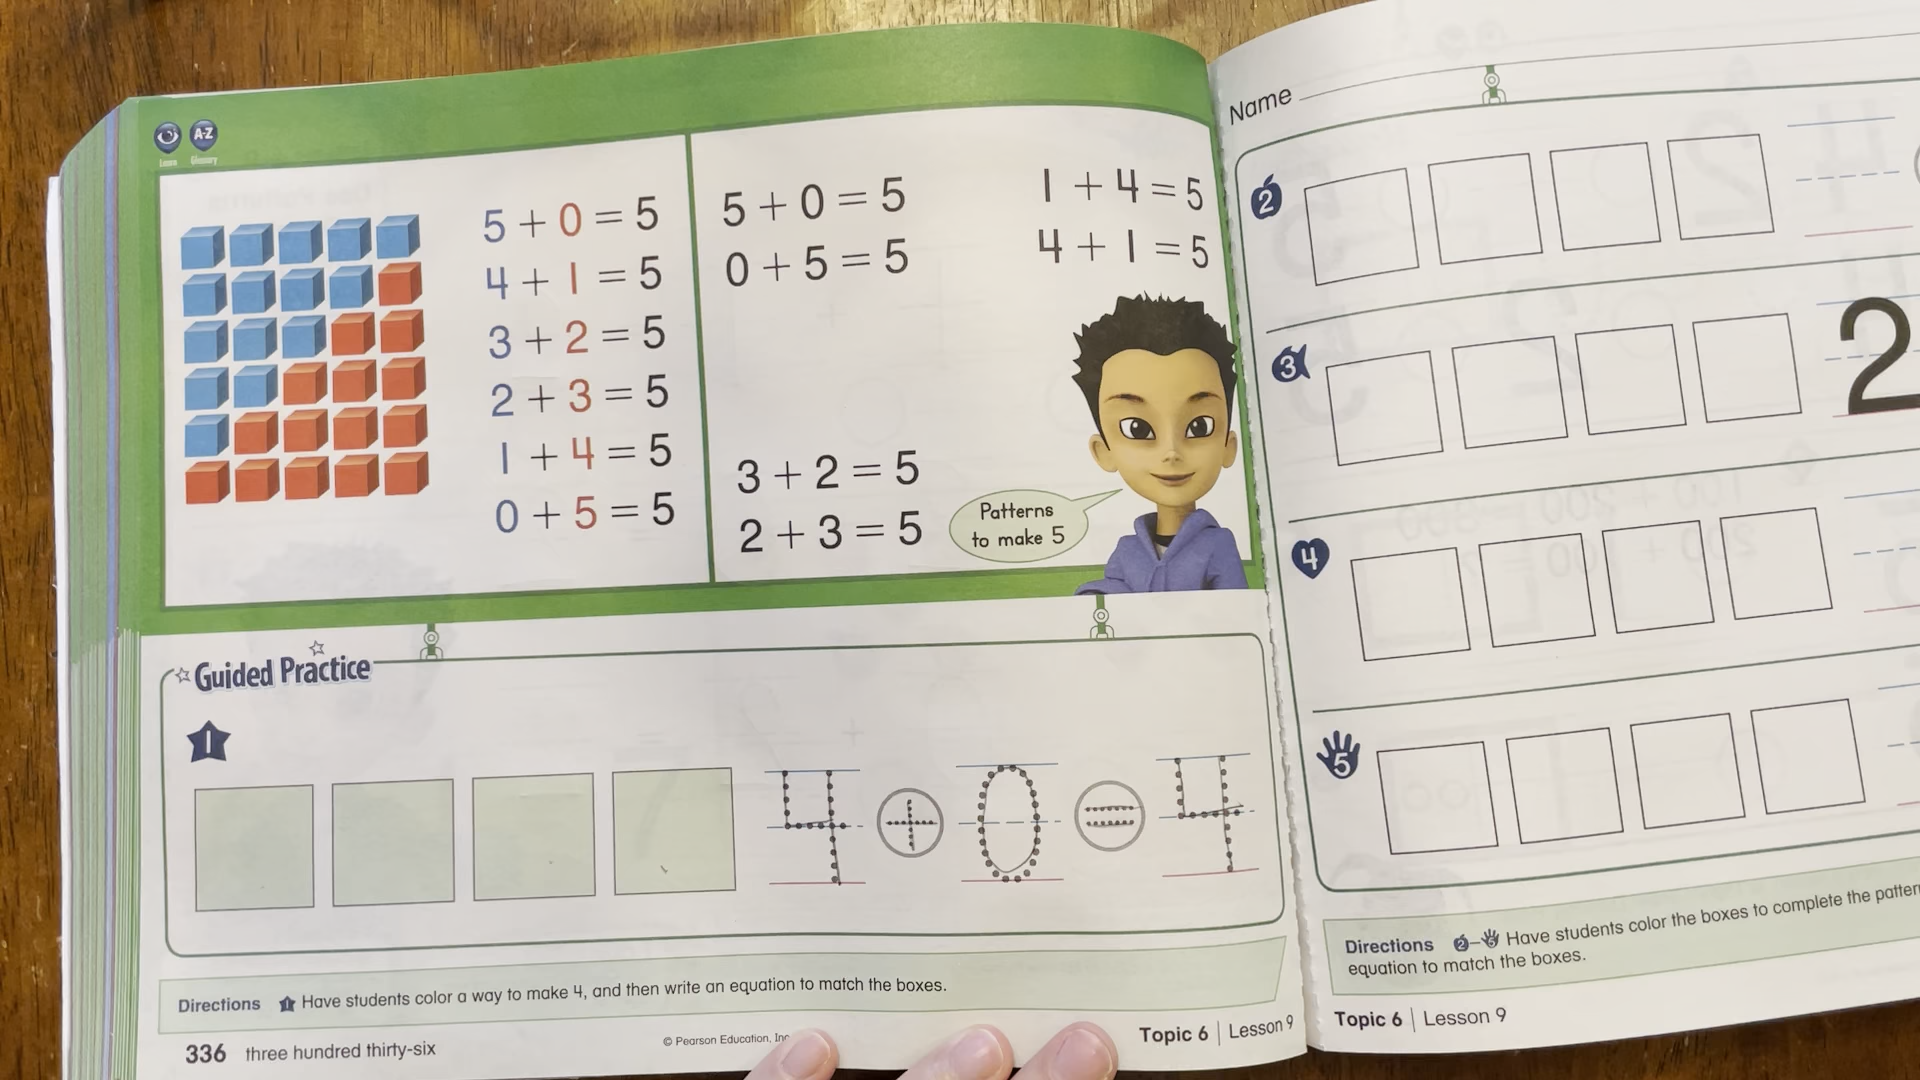 A-Z
Lesson Glossary
5 + 0 = 5
4 + 1 = 5
3 + 2 = 5
2 + 3 = 5
1 + 4 = 5
0 + 5 = 5
5 + 0 = 5
0 + 5 = 5
1 + 4 = 5
4 + 1 = 5
3 + 2 = 5
2 + 3 = 5
Patterns
to make 5
Guided Practice
1
4 + 0 = 4
Directions 1 Have students color a way to make 4, and then write an equation to match the boxes.
336 three hundred thirty-six
© Pearson Education, Inc
Topic 6 | Lesson 9
Name
2
3
2
4
5
Directions 2–5 Have students color the boxes to complete the
equation to match the boxes.
Topic 6 | Lesson 9